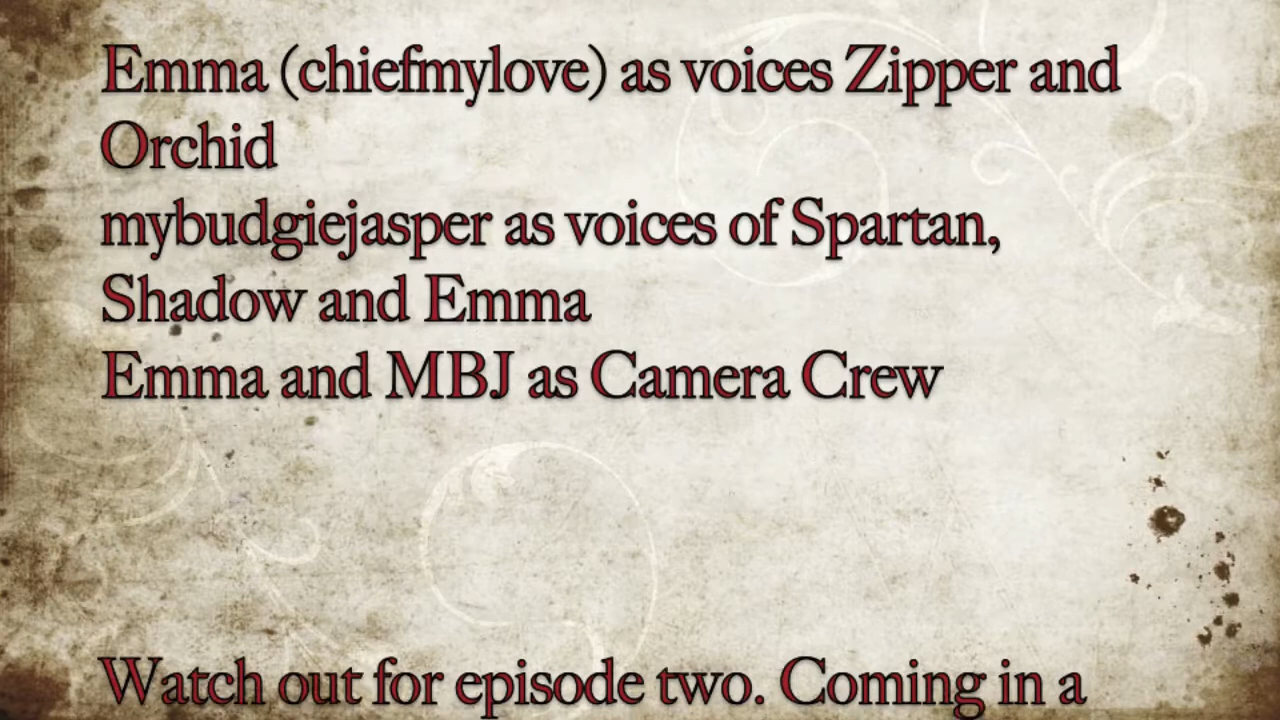 Emma (chiefmylove) as voices Zipper and
Orchid
mybudgiejasper as voices of Spartan,
Shadow and Emma
Emma and MBJ as Camera Crew
Watch out for episode two. Coming in a